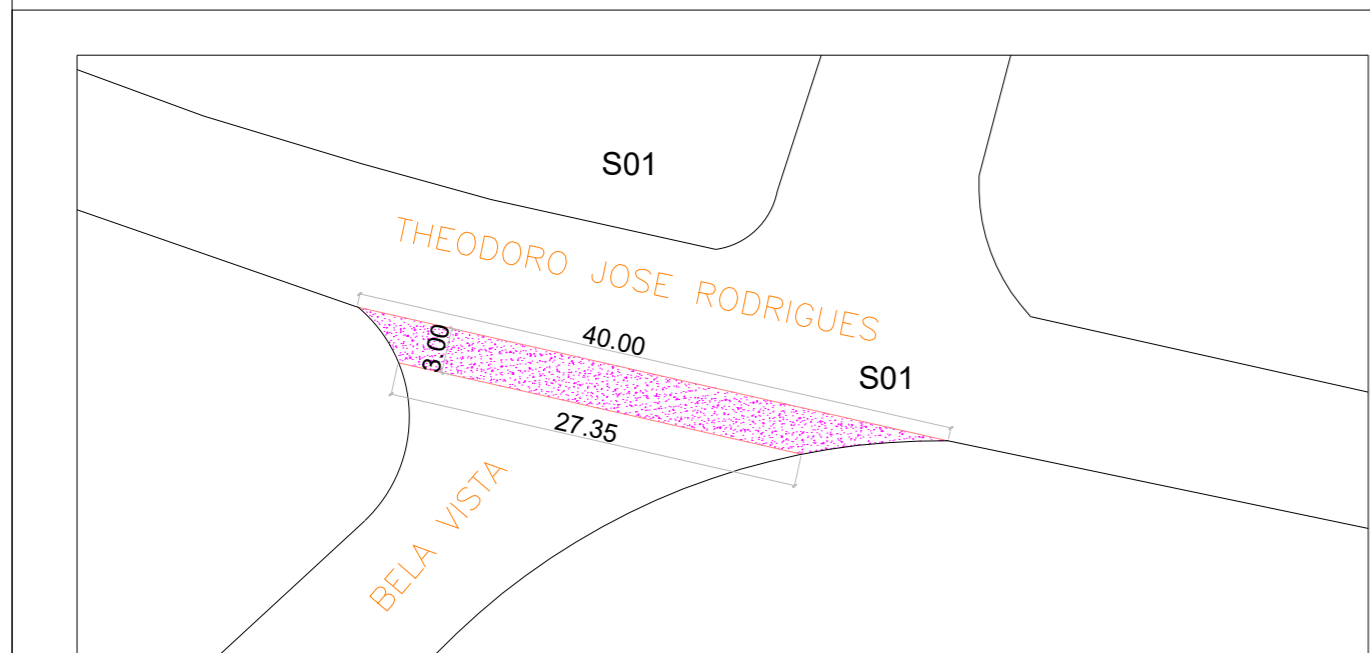 S01
THEODORO JOSE RODRIGUES
40.00
3.00
S01
27.35
BELA VISTA